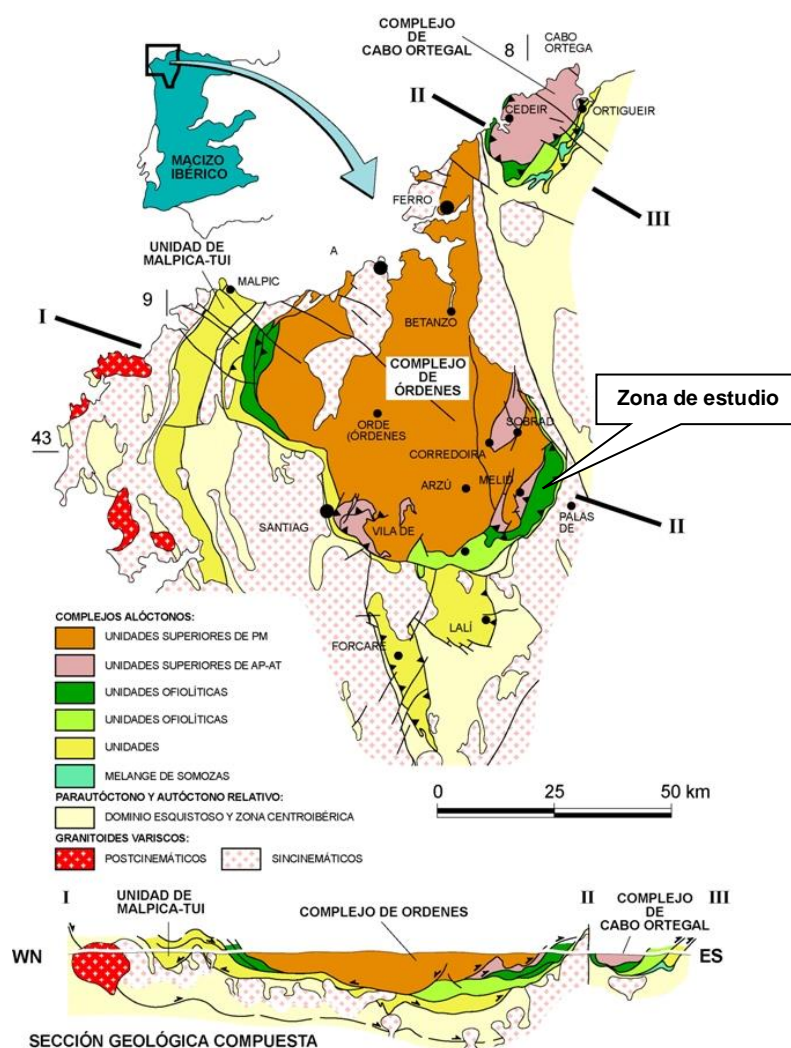 COMPLEJO
DE
CABO ORTEGAL
8
CABO
ORTEGA
II
CEDEIR
ORTIGUEIR
MACIZO
IBÉRICO
FERRO
III
UNIDAD DE
MALPICA-TUI
A
MALPIC
9
I
BETANZO
COMPLEJO
DE
ÓRDENES
Zona de estudio
ORDE
(ÓRDENES
SOBRAD
CORREDOIRA
43
ARZÚ
MELID
SANTIAG
VILA DE
PALAS
DE
II
LALÍ
FORCARE
COMPLEJOS ALÓCTONOS:
UNIDADES SUPERIORES DE PM
UNIDADES SUPERIORES DE AP-AT
UNIDADES OFIOLÍTICAS
UNIDADES OFIOLÍTICAS
UNIDADES
MELANGE DE SOMOZAS
PARAUTÓCTONO Y AUTÓCTONO RELATIVO:
DOMINIO ESQUISTOSO Y ZONA CENTROIBÉRICA
GRANITOIDES VARISCOS:
POSTCINEMÁTICOS
SINCINEMÁTICOS
0 25 50 km
I
UNIDAD DE
MALPICA-TUI
COMPLEJO DE ORDENES
II
COMPLEJO
DE
CABO ORTEGAL
III
WN
ES
SECCIÓN GEOLÓGICA COMPUESTA